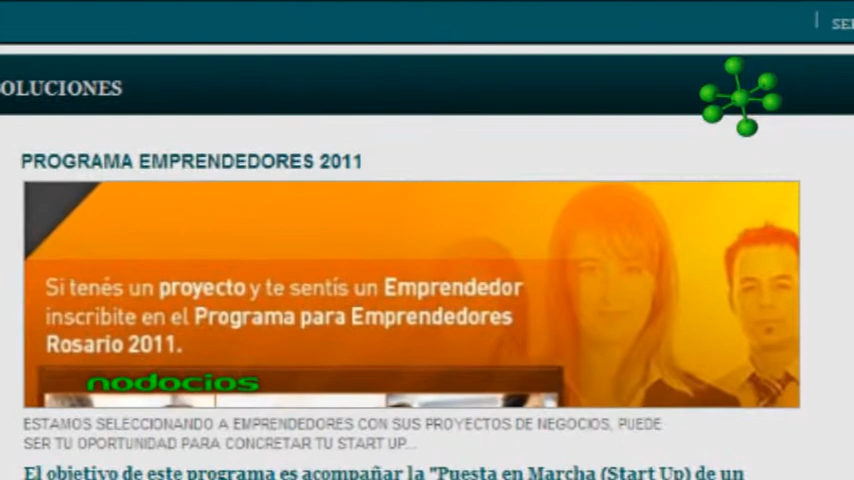 OLUCIONES
PROGRAMA EMPRENDEDORES 2011
Si tenés un proyecto y te sentís un Emprendedor
inscribite en el Programa para Emprendedores
Rosario 2011.
nodocios
ESTAMOS SELECCIONANDO A EMPRENDEDORES CON SUS PROYECTOS DE NEGOCIOS, PUEDE
SER TU OPORTUNIDAD PARA CONCRETAR TU START UP...
El objetivo de este programa es acompañar la "Puesta en Marcha (Start Up) de un